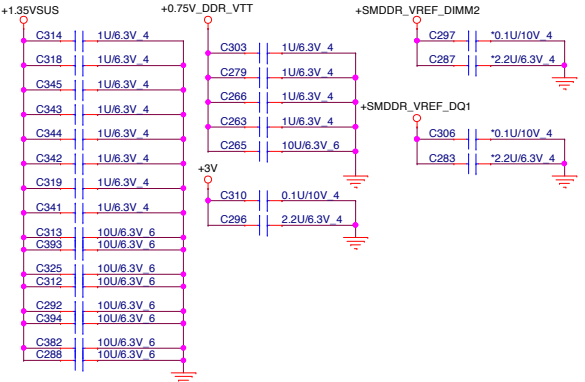 +1.35VSUS
C314 1U/6.3V_4
C318 1U/6.3V_4
C345 1U/6.3V_4
C343 1U/6.3V_4
C344 1U/6.3V_4
C342 1U/6.3V_4
C319 1U/6.3V_4
C341 1U/6.3V_4
C313 10U/6.3V_6
C393 10U/6.3V_6
C325 10U/6.3V_6
C312 10U/6.3V_6
C292 10U/6.3V_6
C394 10U/6.3V_6
C382 10U/6.3V_6
C288 10U/6.3V_6
+0.75V_DDR_VTT
C303 1U/6.3V_4
C279 1U/6.3V_4
C266 1U/6.3V_4
C263 1U/6.3V_4
C265 10U/6.3V_6
+3V
C310 0.1U/10V_4
C296 2.2U/6.3V_4
+SMDDR_VREF_DIMM2
C297 *0.1U/10V_4
C287 *2.2U/6.3V_4
+SMDDR_VREF_DQ1
C306 *0.1U/10V_4
C283 *2.2U/6.3V_4